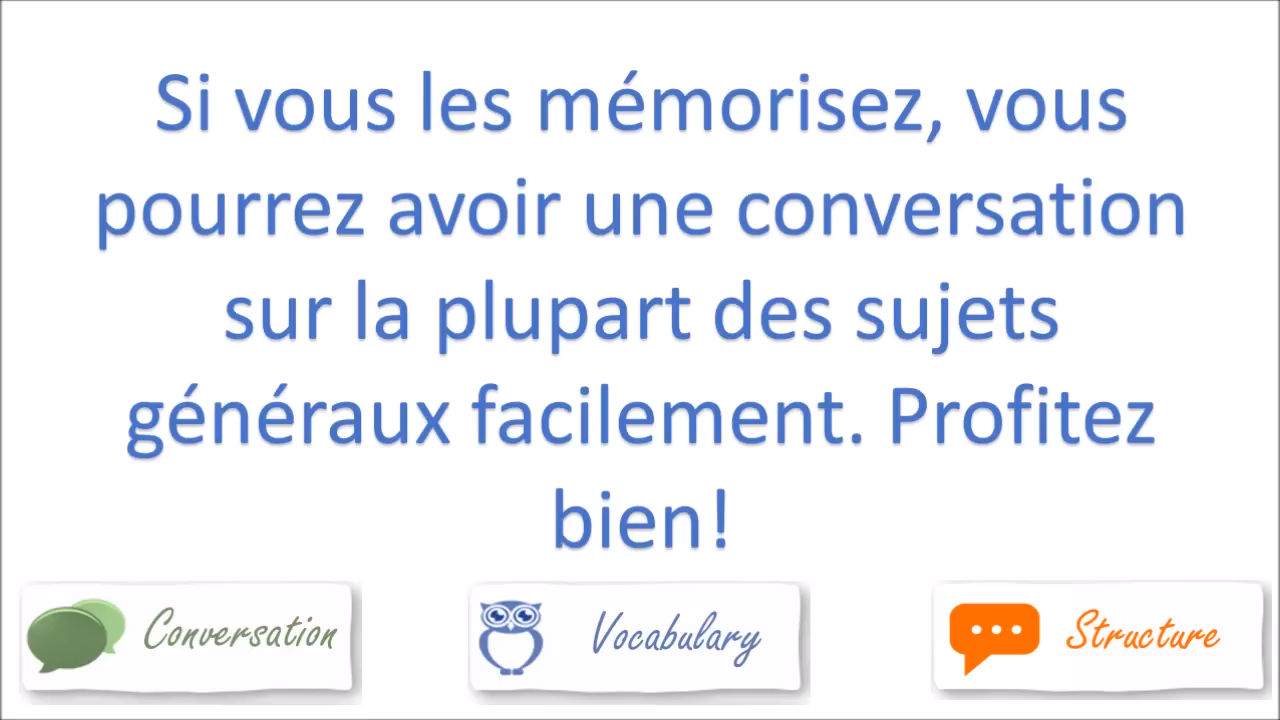 Si vous les mémorisez, vous
pourrez avoir une conversation
sur la plupart des sujets
généraux facilement. Profitez
bien!
Conversation
Vocabulary
Structure